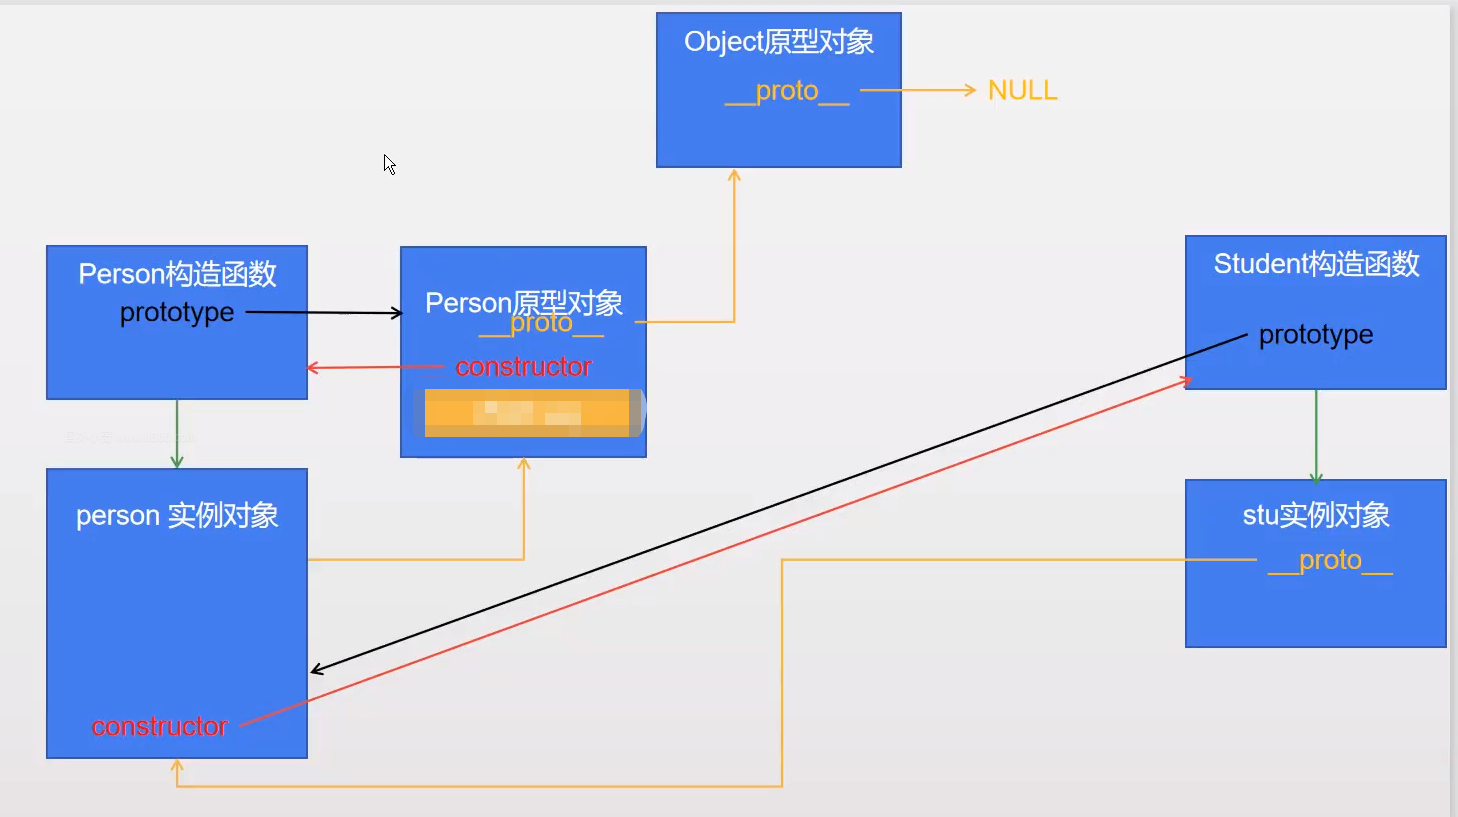 Object原型对象
__proto__
NULL
Person构造函数
prototype
Person原型对象
__proto__
constructor
Student构造函数
prototype
person 实例对象
constructor
stu实例对象
__proto__